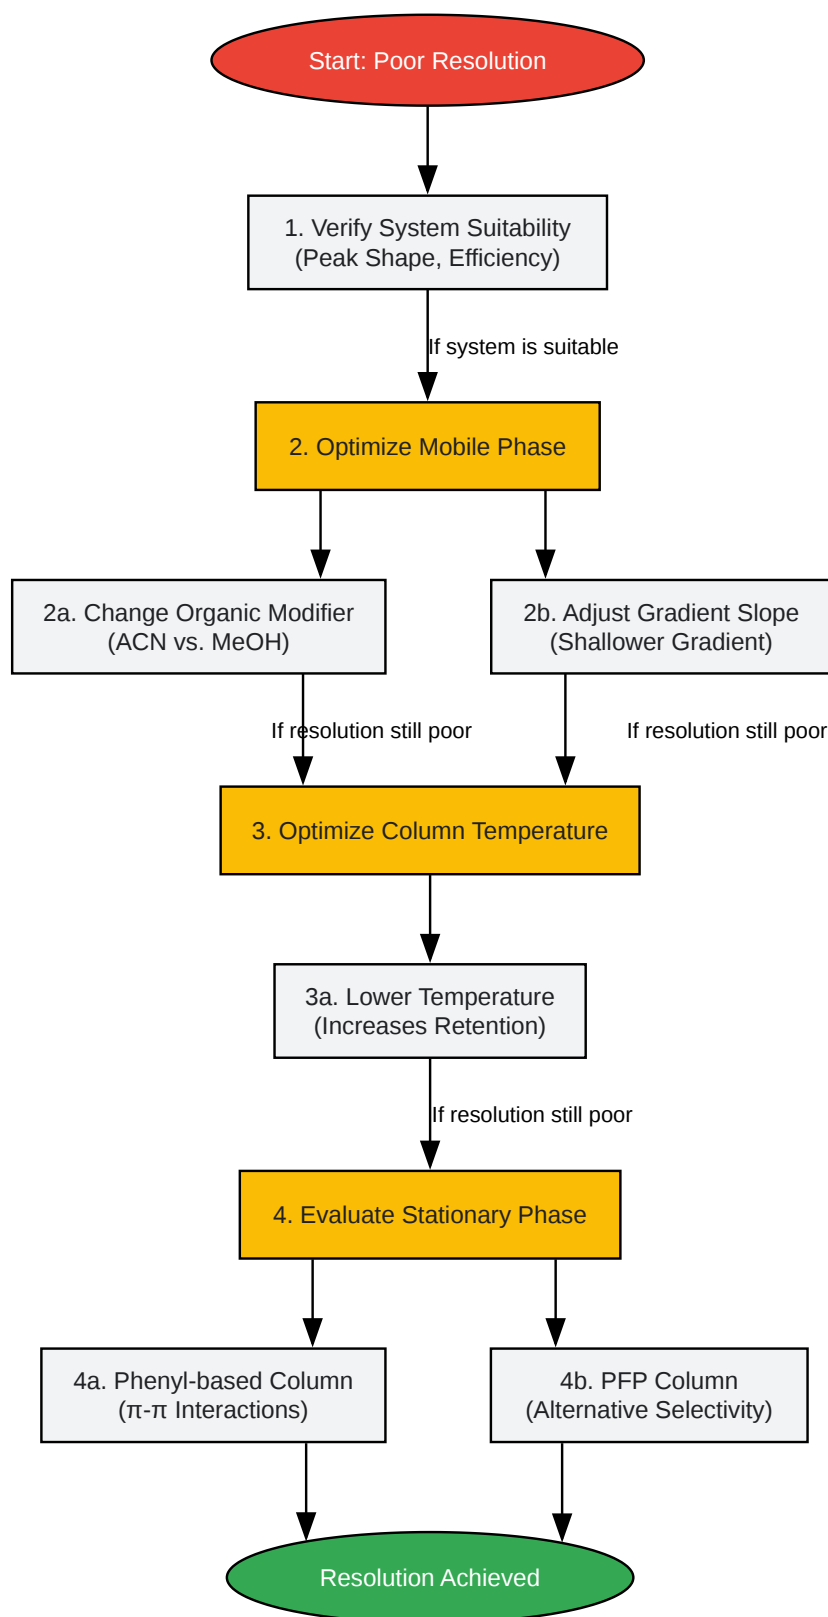 Start: Poor Resolution
1. Verify System Suitability
(Peak Shape, Efficiency)
If system is suitable
2. Optimize Mobile Phase
2a. Change Organic Modifier
(ACN vs. MeOH)
2b. Adjust Gradient Slope
(Shallower Gradient)
If resolution still poor
If resolution still poor
3. Optimize Column Temperature
3a. Lower Temperature
(Increases Retention)
If resolution still poor
4. Evaluate Stationary Phase
4a. Phenyl-based Column
(π-π Interactions)
4b. PFP Column
(Alternative Selectivity)
Resolution Achieved